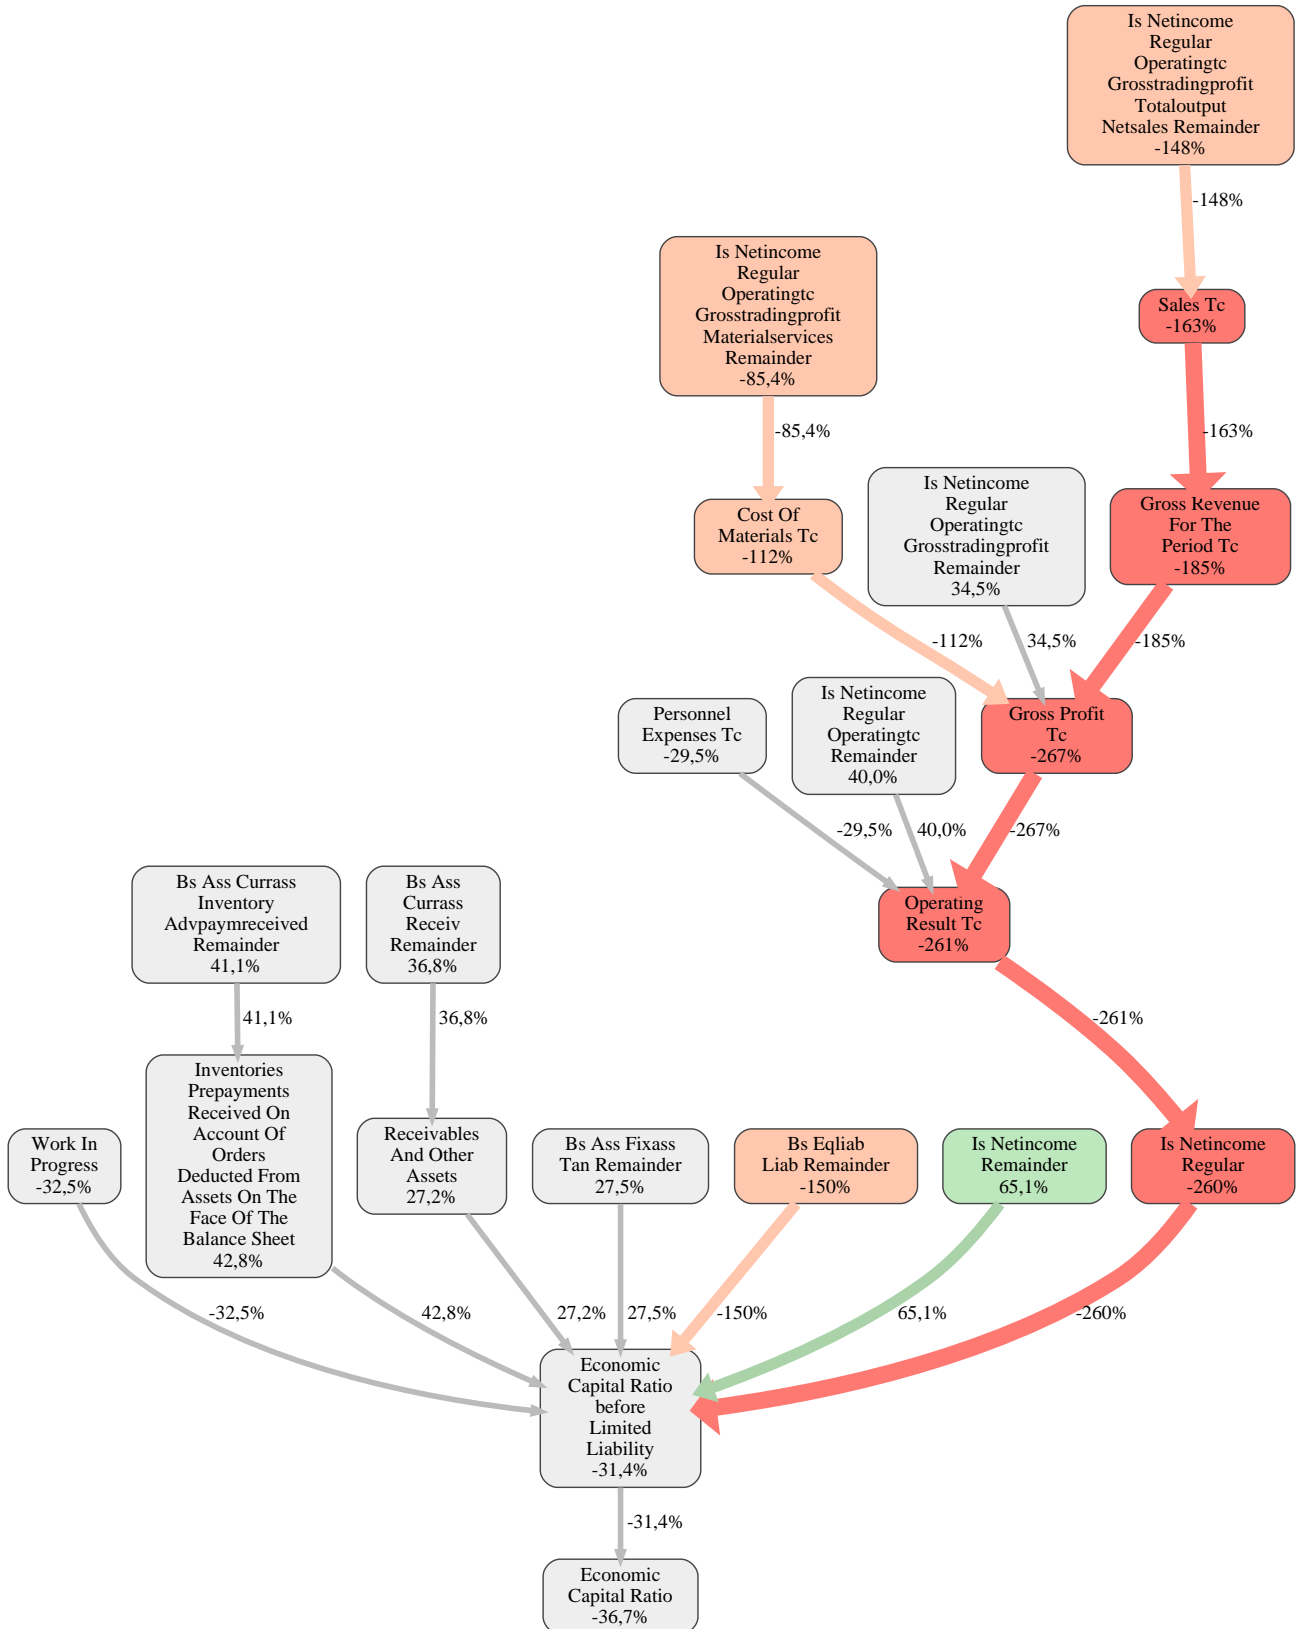 Is Netincome
Regular
Operatingtc
Grosstradingprofit
Totaloutput
Netsales Remainder
-148%
-148%
Is Netincome
Regular
Operatingtc
Grosstradingprofit
Materialservices
Remainder
-85,4%
Sales Tc
-163%
-85,4%
-163%
Is Netincome
Regular
Operatingtc
Grosstradingprofit
Remainder
34,5%
Cost Of
Materials Tc
-112%
Gross Revenue
For The
Period Tc
-185%
-112%
34,5%
-185%
Personnel
Expenses Tc
-29,5%
Is Netincome
Regular
Operatingtc
Remainder
40,0%
Gross Profit
Tc
-267%
-29,5%
40,0%
-267%
Bs Ass Currass
Inventory
Advpaymreceived
Remainder
41,1%
Bs Ass
Currass
Receiv
Remainder
36,8%
Operating
Result Tc
-261%
41,1%
36,8%
-261%
Work In
Progress
-32,5%
Inventories
Prepayments
Received On
Account Of
Orders
Deducted From
Assets On The
Face Of The
Balance Sheet
42,8%
Receivables
And Other
Assets
27,2%
Bs Ass Fixass
Tan Remainder
27,5%
Bs Eqliab
Liab Remainder
-150%
Is Netincome
Remainder
65,1%
Is Netincome
Regular
-260%
-32,5%
42,8%
27,2%
27,5%
-150%
65,1%
-260%
Economic
Capital Ratio
before
Limited
Liability
-31,4%
-31,4%
Economic
Capital Ratio
-36,7%